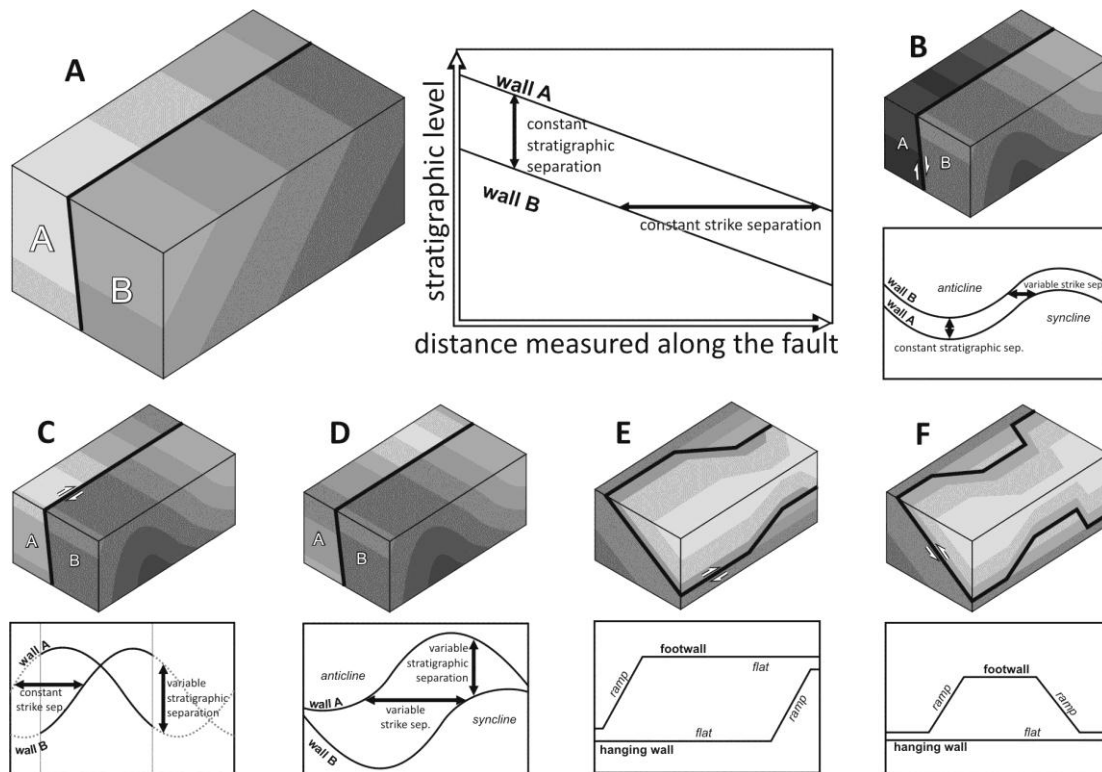 A
A
B
stratigraphic level
wall A
constant
stratigraphic
separation
wall B
constant strike separation
distance measured along the fault
B
A
B
wall B
wall A
anticline
variable strike sep.
syncline
constant stratigraphic sep.
C
A
B
wall A
constant
strike sep.
variable
stratigraphic
separation
wall B
D
A
B
anticline
variable
stratigraphic
separation
wall A
variable
strike sep.
syncline
wall B
E
footwall
flat
ramp
ramp
flat
hanging wall
F
footwall
ramp
ramp
flat
hanging wall